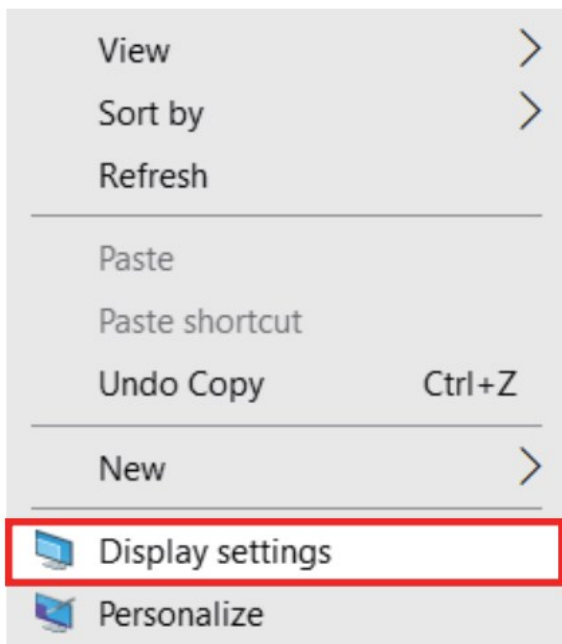 View
Sort by
Refresh
Paste
Paste shortcut
Undo Copy Ctrl+Z
New
Display settings
Personalize